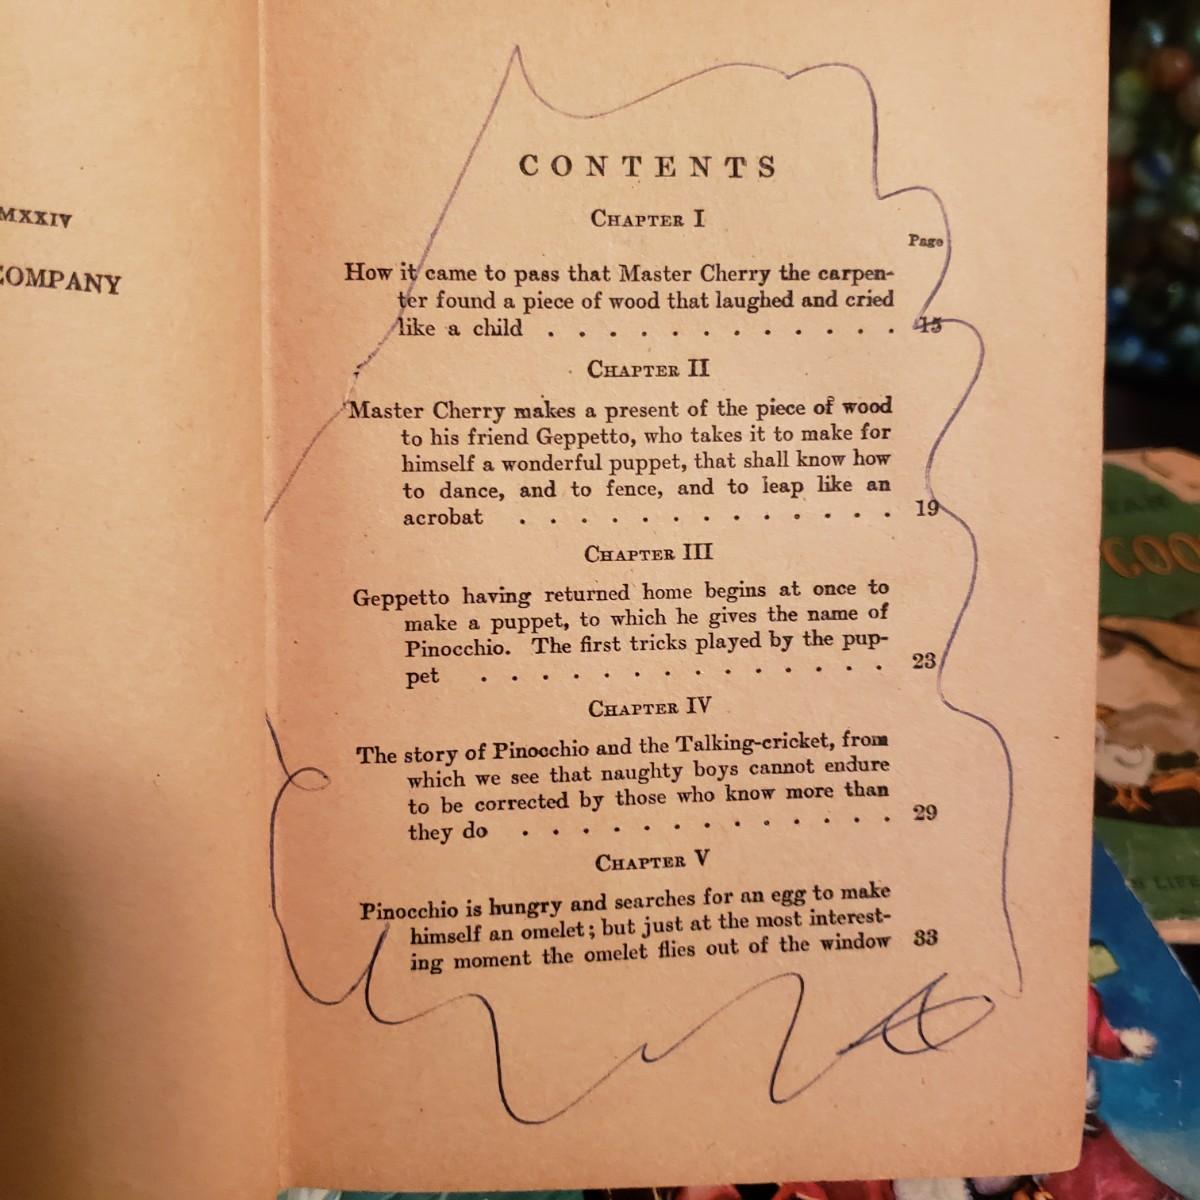 MXXIV
COMPANY
CONTENTS
CHAPTER I
Page
How it came to pass that Master Cherry the carpen-
ter found a piece of wood that laughed and cried
like a child . . . . . . . . . . . . 15
CHAPTER II
Master Cherry makes a present of the piece of wood
to his friend Geppetto, who takes it to make for
himself a wonderful puppet, that shall know how
to dance, and to fence, and to leap like an
acrobat . . . . . . . . . . . . . 19
CHAPTER III
Geppetto having returned home begins at once to
make a puppet, to which he gives the name of
Pinocchio. The first tricks played by the pup-
pet . . . . . . . . . . . . . . 23
CHAPTER IV
The story of Pinocchio and the Talking-cricket, from
which we see that naughty boys cannot endure
to be corrected by those who know more than
they do . . . . . . . . . . . . . 29
CHAPTER V
Pinocchio is hungry and searches for an egg to make
himself an omelet; but just at the most interest-
ing moment the omelet flies out of the window 33